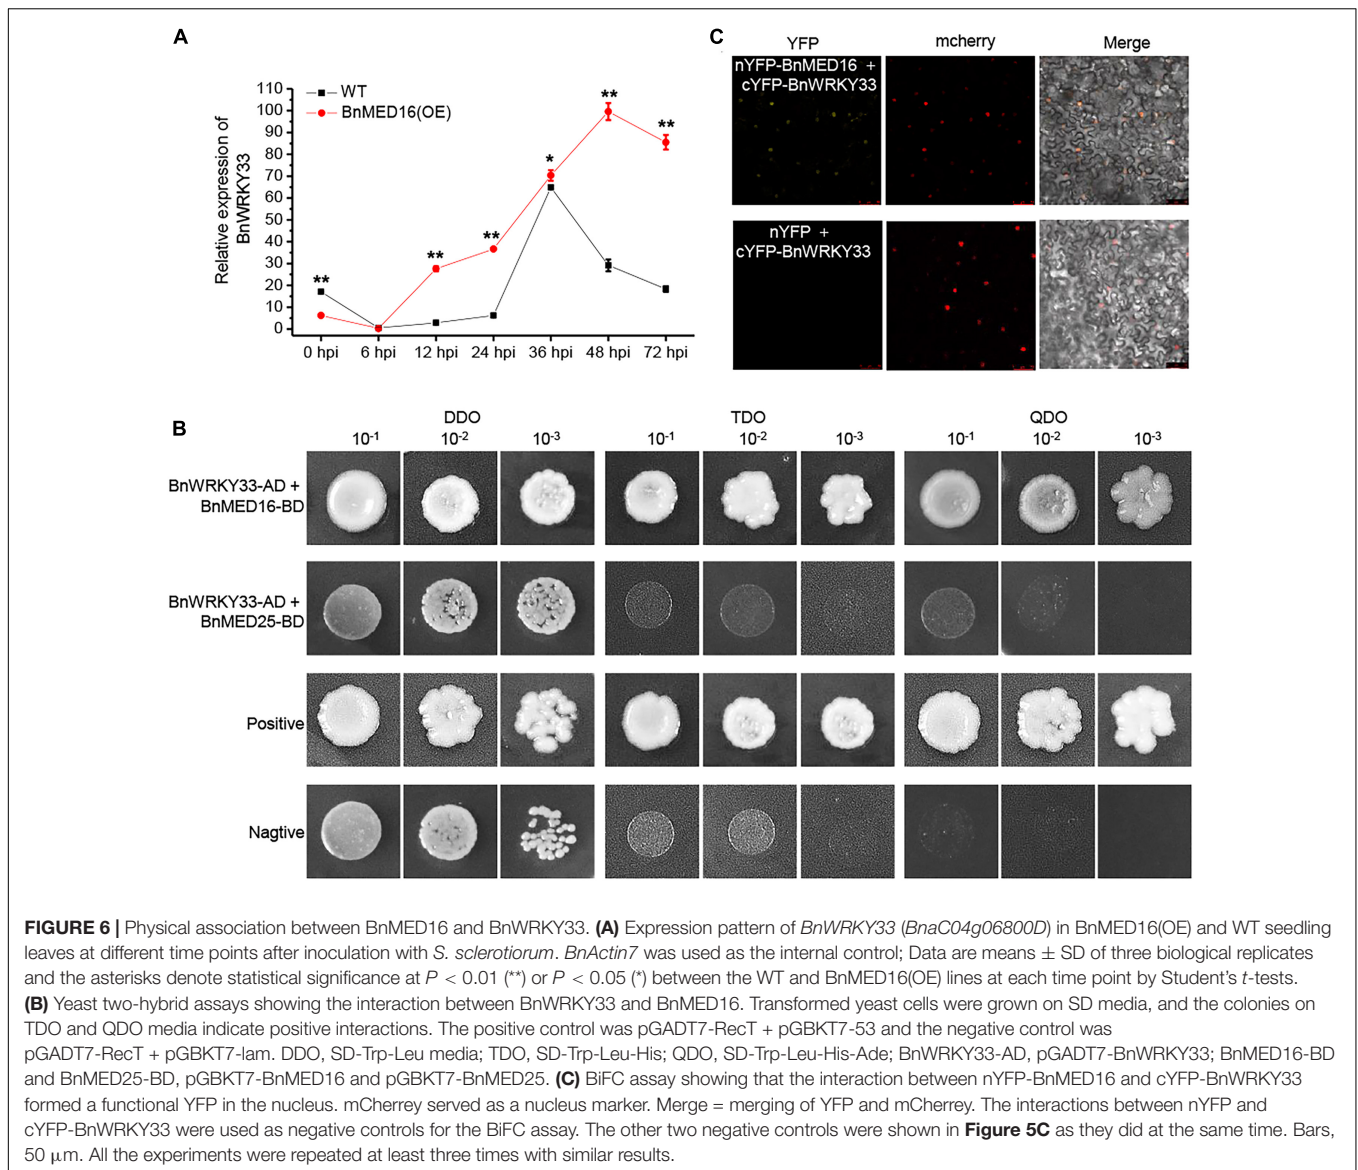 A
Relative expression of
BnWRKY33
110
100
90
80
70
60
50
40
30
20
10
0
WT
BnMED16(OE)
**
**
**
*
**
**
0 hpi 6 hpi 12 hpi 24 hpi 36 hpi 48 hpi 72 hpi
C
YFP mcherry Merge
nYFP-BnMED16 +
cYFP-BnWRKY33
nYFP +
cYFP-BnWRKY33
B
DDO TDO QDO
10-1 10-2 10-3 10-1 10-2 10-3 10-1 10-2 10-3
BnWRKY33-AD +
BnMED16-BD
BnWRKY33-AD +
BnMED25-BD
Positive
Nagtive
FIGURE 6 | Physical association between BnMED16 and BnWRKY33. (A) Expression pattern of BnWRKY33 (BnaC04g06800D) in BnMED16(OE) and WT seedling
leaves at different time points after inoculation with S. sclerotiorum. BnActin7 was used as the internal control; Data are means ± SD of three biological replicates
and the asterisks denote statistical significance at P < 0.01 (**) or P < 0.05 (*) between the WT and BnMED16(OE) lines at each time point by Student's t-tests.
(B) Yeast two-hybrid assays showing the interaction between BnWRKY33 and BnMED16. Transformed yeast cells were grown on SD media, and the colonies on
TDO and QDO media indicate positive interactions. The positive control was pGADT7-RecT + pGBKT7-53 and the negative control was
pGADT7-RecT + pGBKT7-lam. DDO, SD-Trp-Leu media; TDO, SD-Trp-Leu-His; QDO, SD-Trp-Leu-His-Ade; BnWRKY33-AD, pGADT7-BnWRKY33; BnMED16-BD
and BnMED25-BD, pGBKT7-BnMED16 and pGBKT7-BnMED25. (C) BiFC assay showing that the interaction between nYFP-BnMED16 and cYFP-BnWRKY33
formed a functional YFP in the nucleus. mCherrey served as a nucleus marker. Merge = merging of YFP and mCherrey. The interactions between nYFP and
cYFP-BnWRKY33 were used as negative controls for the BiFC assay. The other two negative controls were shown in Figure 5C as they did at the same time. Bars,
50 μm. All the experiments were repeated at least three times with similar results.